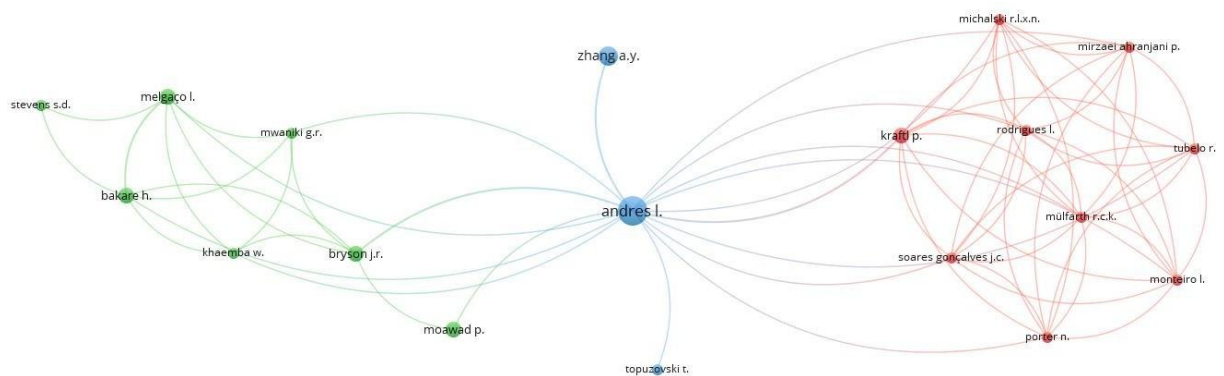 michalski r.l.x.n.
mirzaei ahranjani p.
zhang a.y.
stevens s.d.
melgaço l.
mwaniki g.r.
kraftl p.
rodrigues l.
tubelo r.
bakare h.
andres l.
mülfarth r.c.k.
khaemba w.
bryson j.r.
soares gonçalves j.c.
monteiro l.
moawad p.
porter n.
topuzovski t.